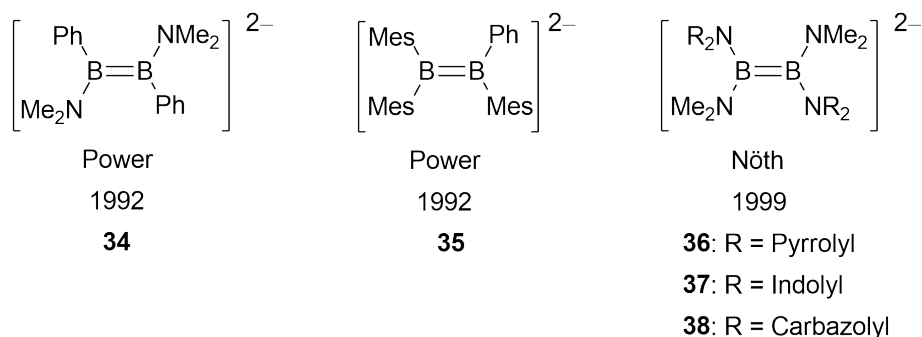 Ph NMe2 2–
B=B
Me2N Ph
Mes Ph 2–
B=B
Mes Mes
R2N NMe2 2–
B=B
Me2N NR2
Power Power Nöth
1992 1992 1999
34 35 36: R = Pyrrolyl
37: R = Indolyl
38: R = Carbazolyl